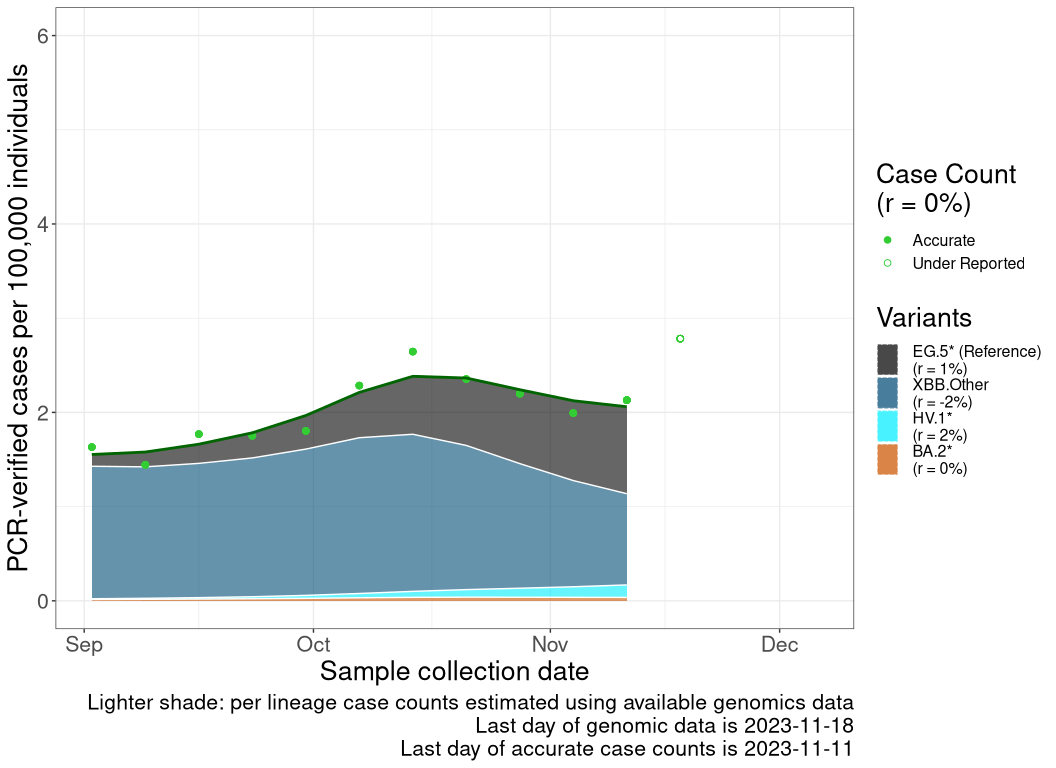 PCR-verified cases per 100,000 individuals
6
4
2
0
Sep
Oct
Nov
Dec
Sample collection date
Lighter shade: per lineage case counts estimated using available genomics data
Last day of genomic data is 2023-11-18
Last day of accurate case counts is 2023-11-11
Case Count
(r = 0%)
Accurate
Under Reported
Variants
EG.5* (Reference)
(r = 1%)
XBB.Other
(r = -2%)
HV.1*
(r = 2%)
BA.2*
(r = 0%)